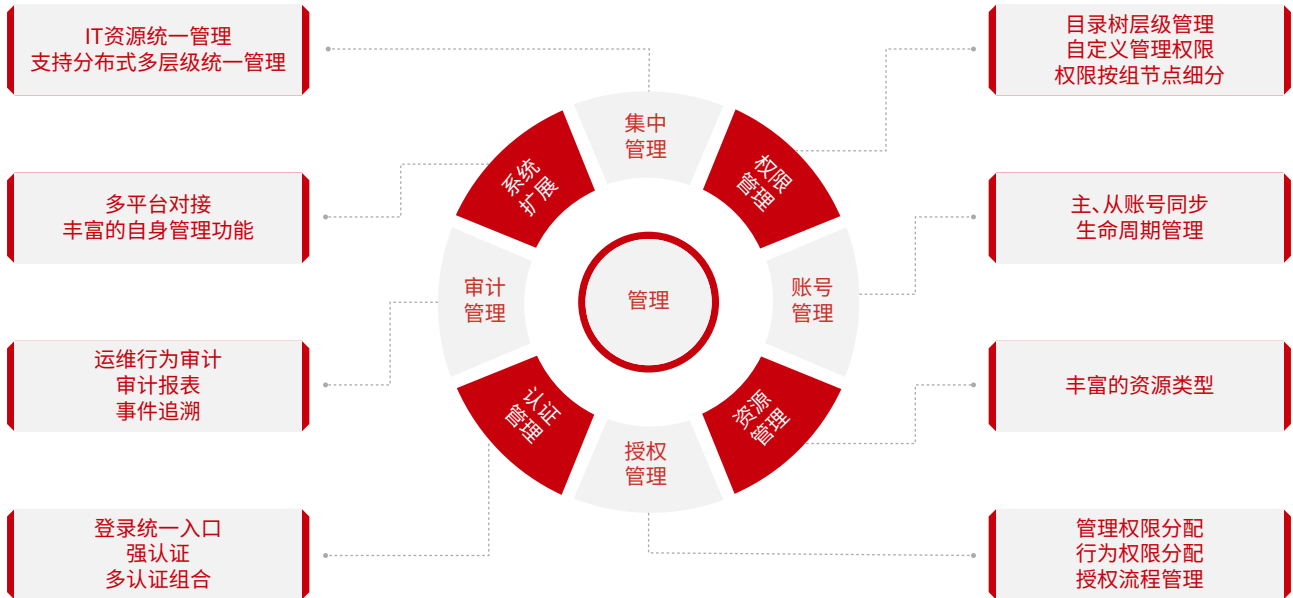 IT资源统一管理
支持分布式多层级统一管理
目录树层级管理
自定义管理权限
权限按组节点细分
集中
管理
系统
扩展
权限
管理
多平台对接
丰富的自身管理功能
主、从账号同步
生命周期管理
审计
管理
管理
账号
管理
运维行为审计
审计报表
事件追溯
丰富的资源类型
认证
管理
资源
管理
授权
管理
登录统一入口
强认证
多认证组合
管理权限分配
行为权限分配
授权流程管理